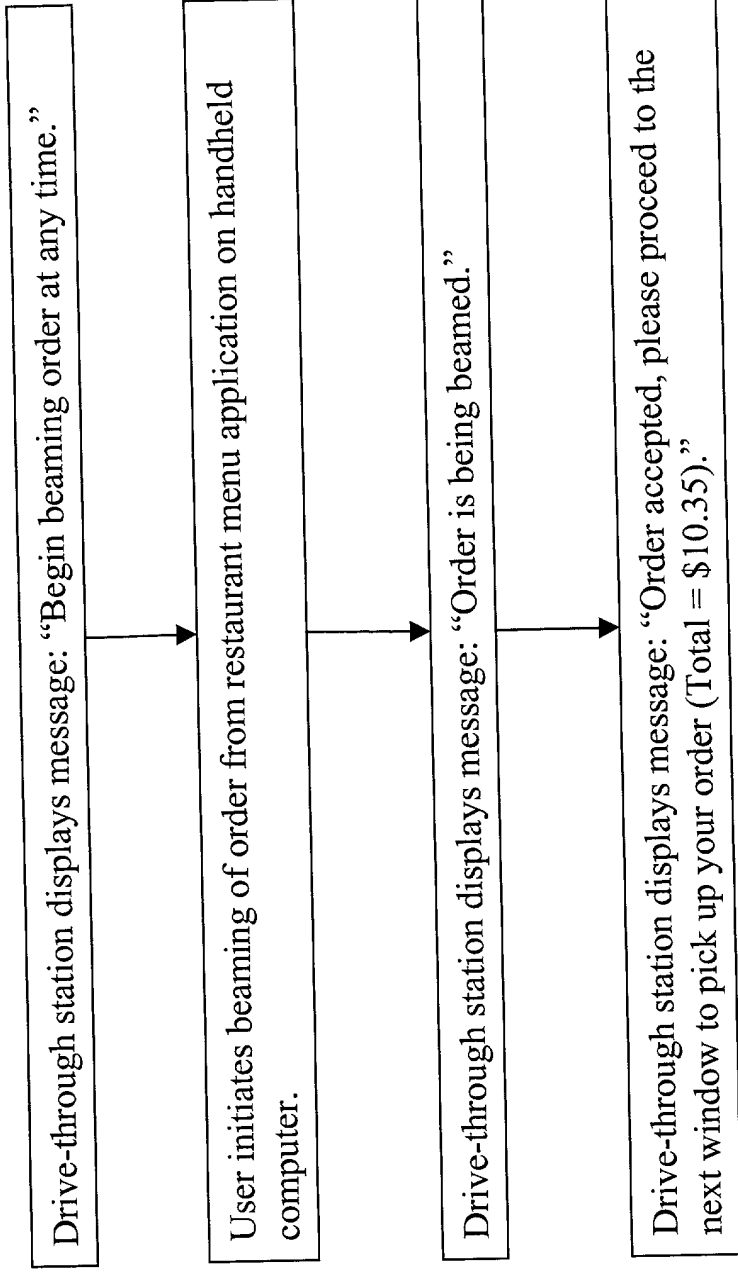 Drive-through station displays message: “Begin beaming order at any time.”
User initiates beaming of order from restaurant menu application on handheld
computer.
Drive-through station displays message: “Order is being beamed.”
Drive-through station displays message: “Order accepted, please proceed to the
next window to pick up your order (Total = $10.35).”